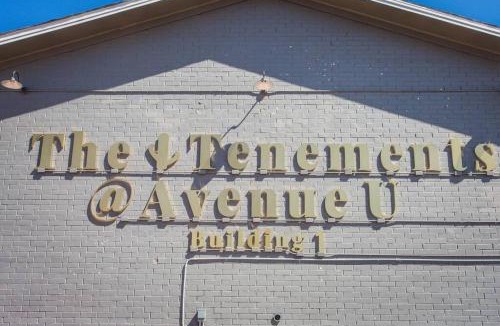 The Tenements
@ Avenue U
Building 1